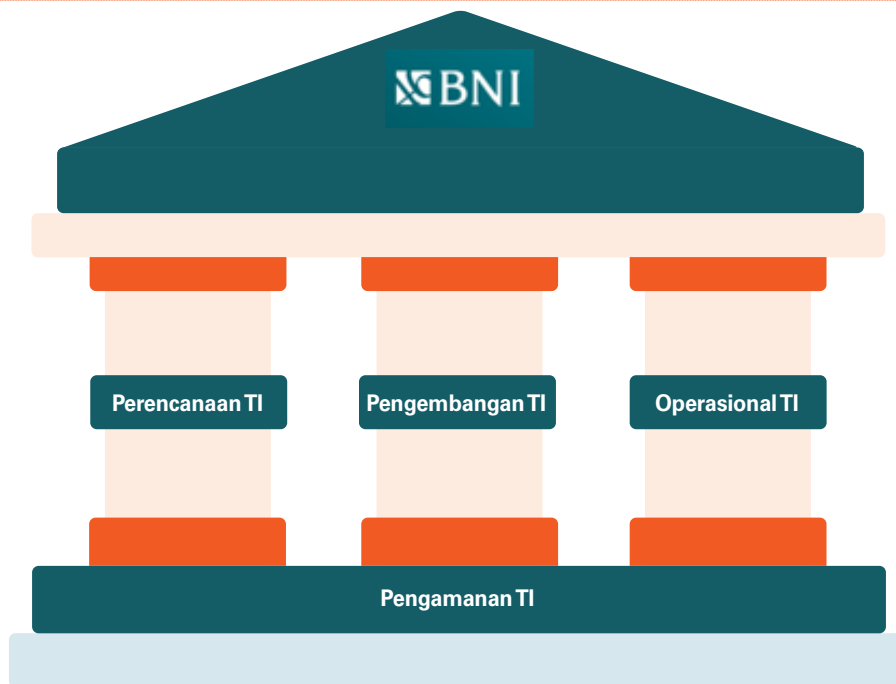 BNI
Perencanaan TI
Pengembangan TI
Operasional TI
Pengamanan TI